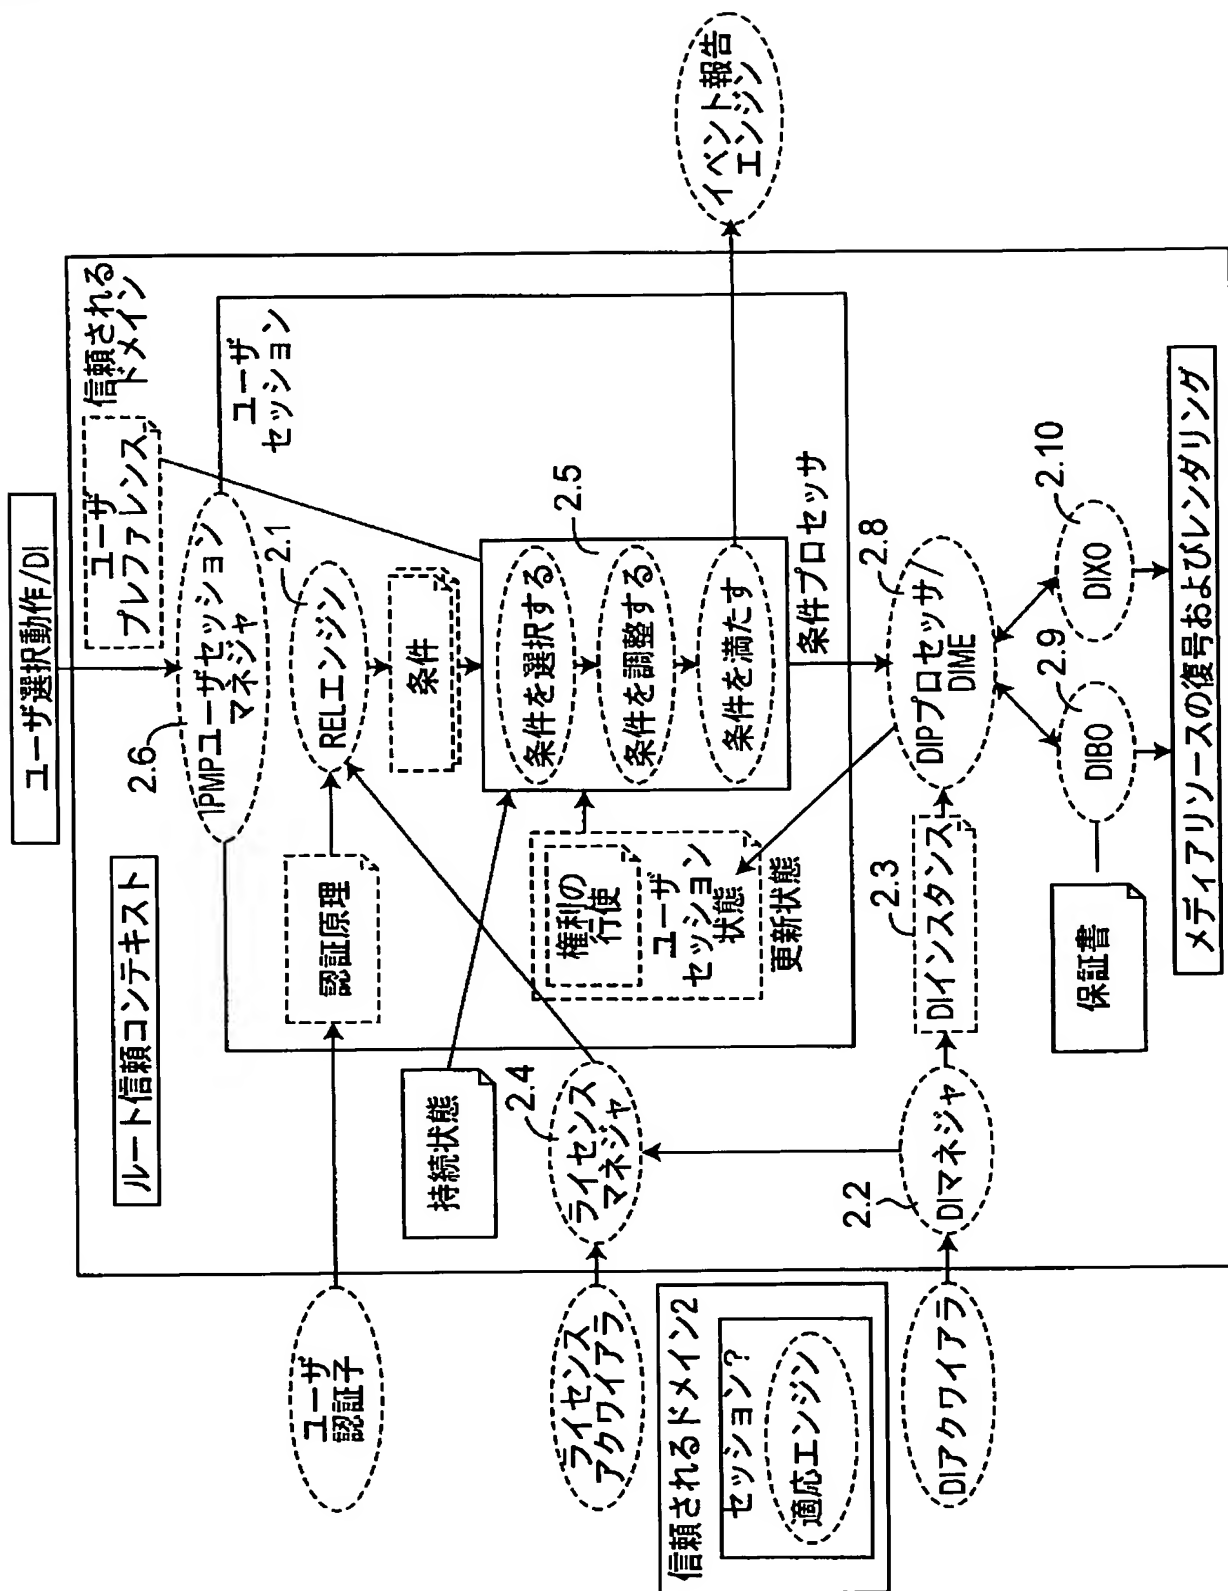 ユーザ選択動作/DI
ルート信頼コンテキスト
信頼される
ドメイン
ユーザ
プレファレンス
2.6
1PMPユーザセッション
マネジャ
ユーザ
セッション
ユーザ
認証子
認証原理
RELエンジン
2.1
条件
持続状態
2.5
条件を選択する
条件を調整する
条件を満たす
条件プロセッサ
イベント報告
エンジン
権利の
行使
ユーザ
セッション
状態
更新状態
ライセンス
アクワイアラ
ライセンス
マネジャ
2.4
信頼されるドメイン2
セッション?
適応エンジン
DIアクワイアラ
DIマネジャ
2.2
DIインスタンス
2.3
DIPプロセッサ/
DIME
2.8
保証書
DIBO
2.9
DIXO
2.10
メディアリソースの復号およびレンダリング